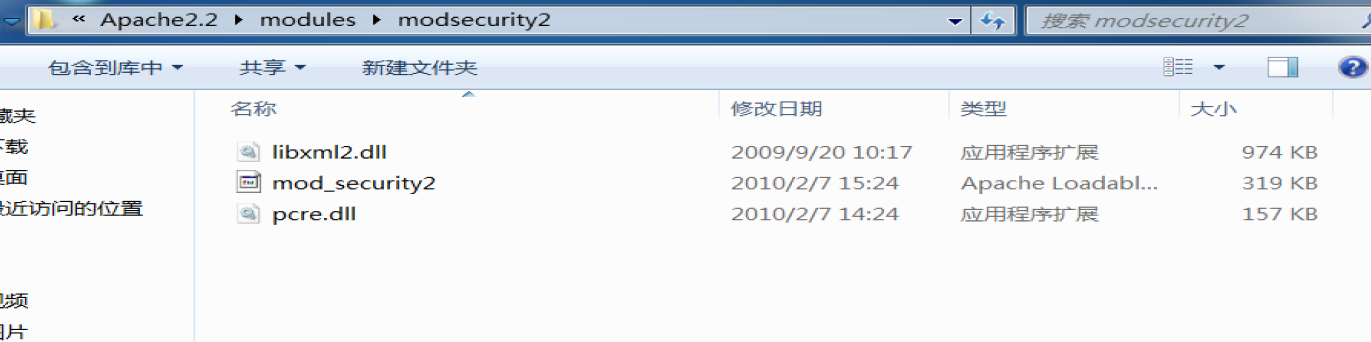 « Apache2.2 modules modsecurity2 搜索 modsecurity2
包含到库中 共享 新建文件夹
名称 修改日期 类型 大小
藏夹
libxml2.dll 2009/9/20 10:17 应用程序扩展 974 KB
下载
mod_security2 2010/2/7 15:24 Apache Loadabl... 319 KB
桌面
pcre.dll 2010/2/7 14:24 应用程序扩展 157 KB
最近访问的位置
视频
图片